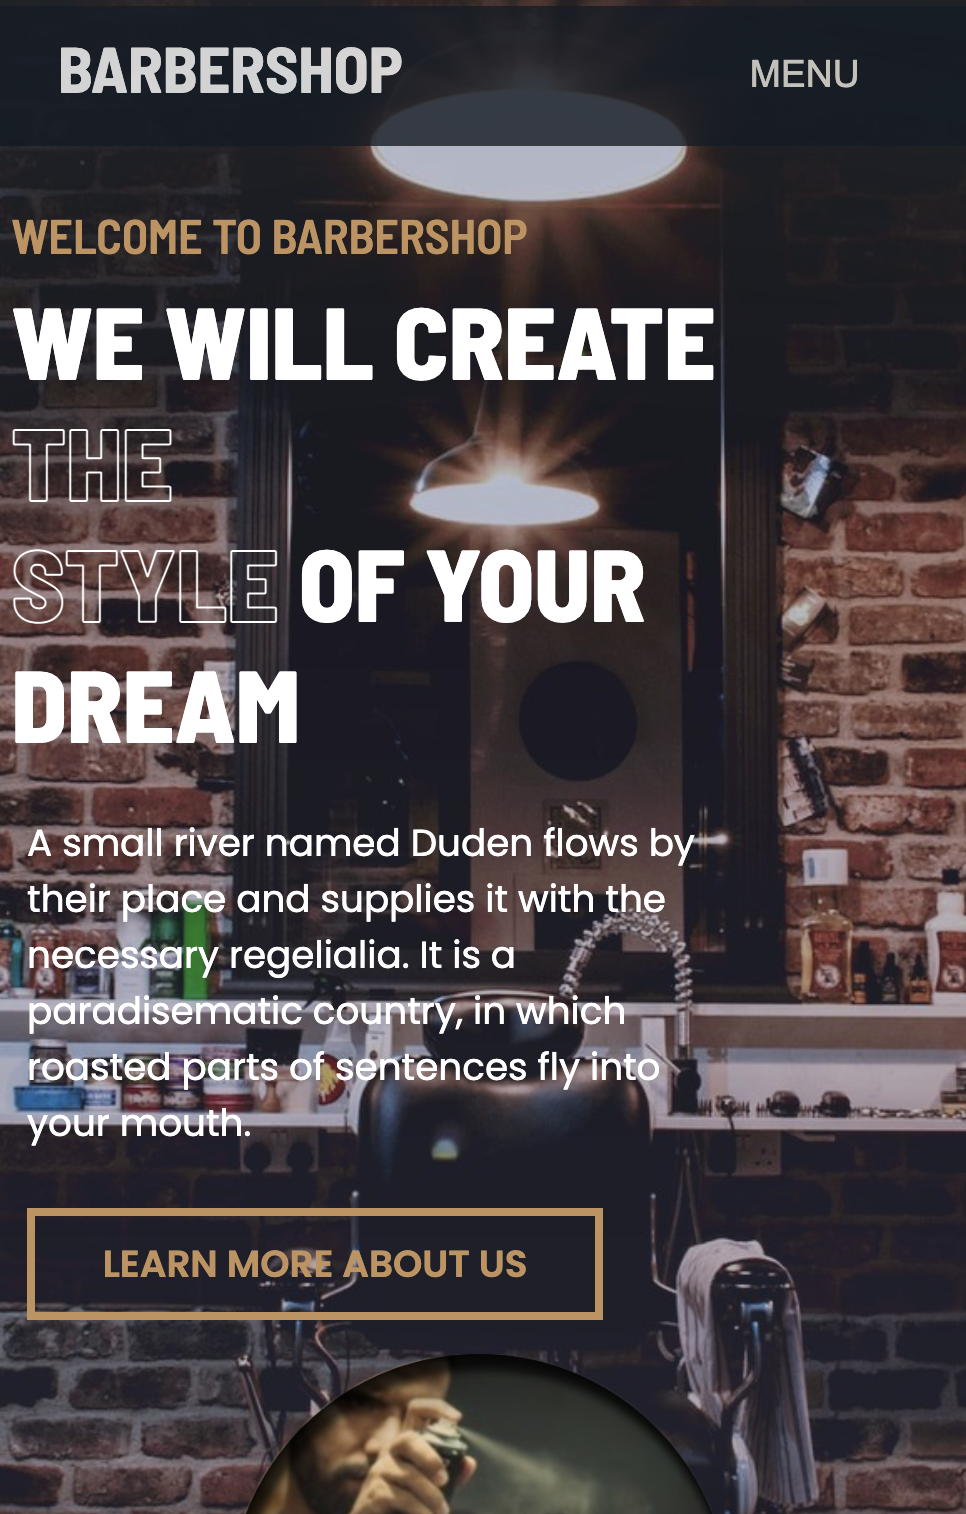 BARBERSHOP
MENU
WELCOME TO BARBERSHOP
WE WILL CREATE
THE
STYLE OF YOUR
DREAM
A small river named Duden flows by
their place and supplies it with the
necessary regelialia. It is a
paradisematic country, in which
roasted parts of sentences fly into
your mouth.
LEARN MORE ABOUT US